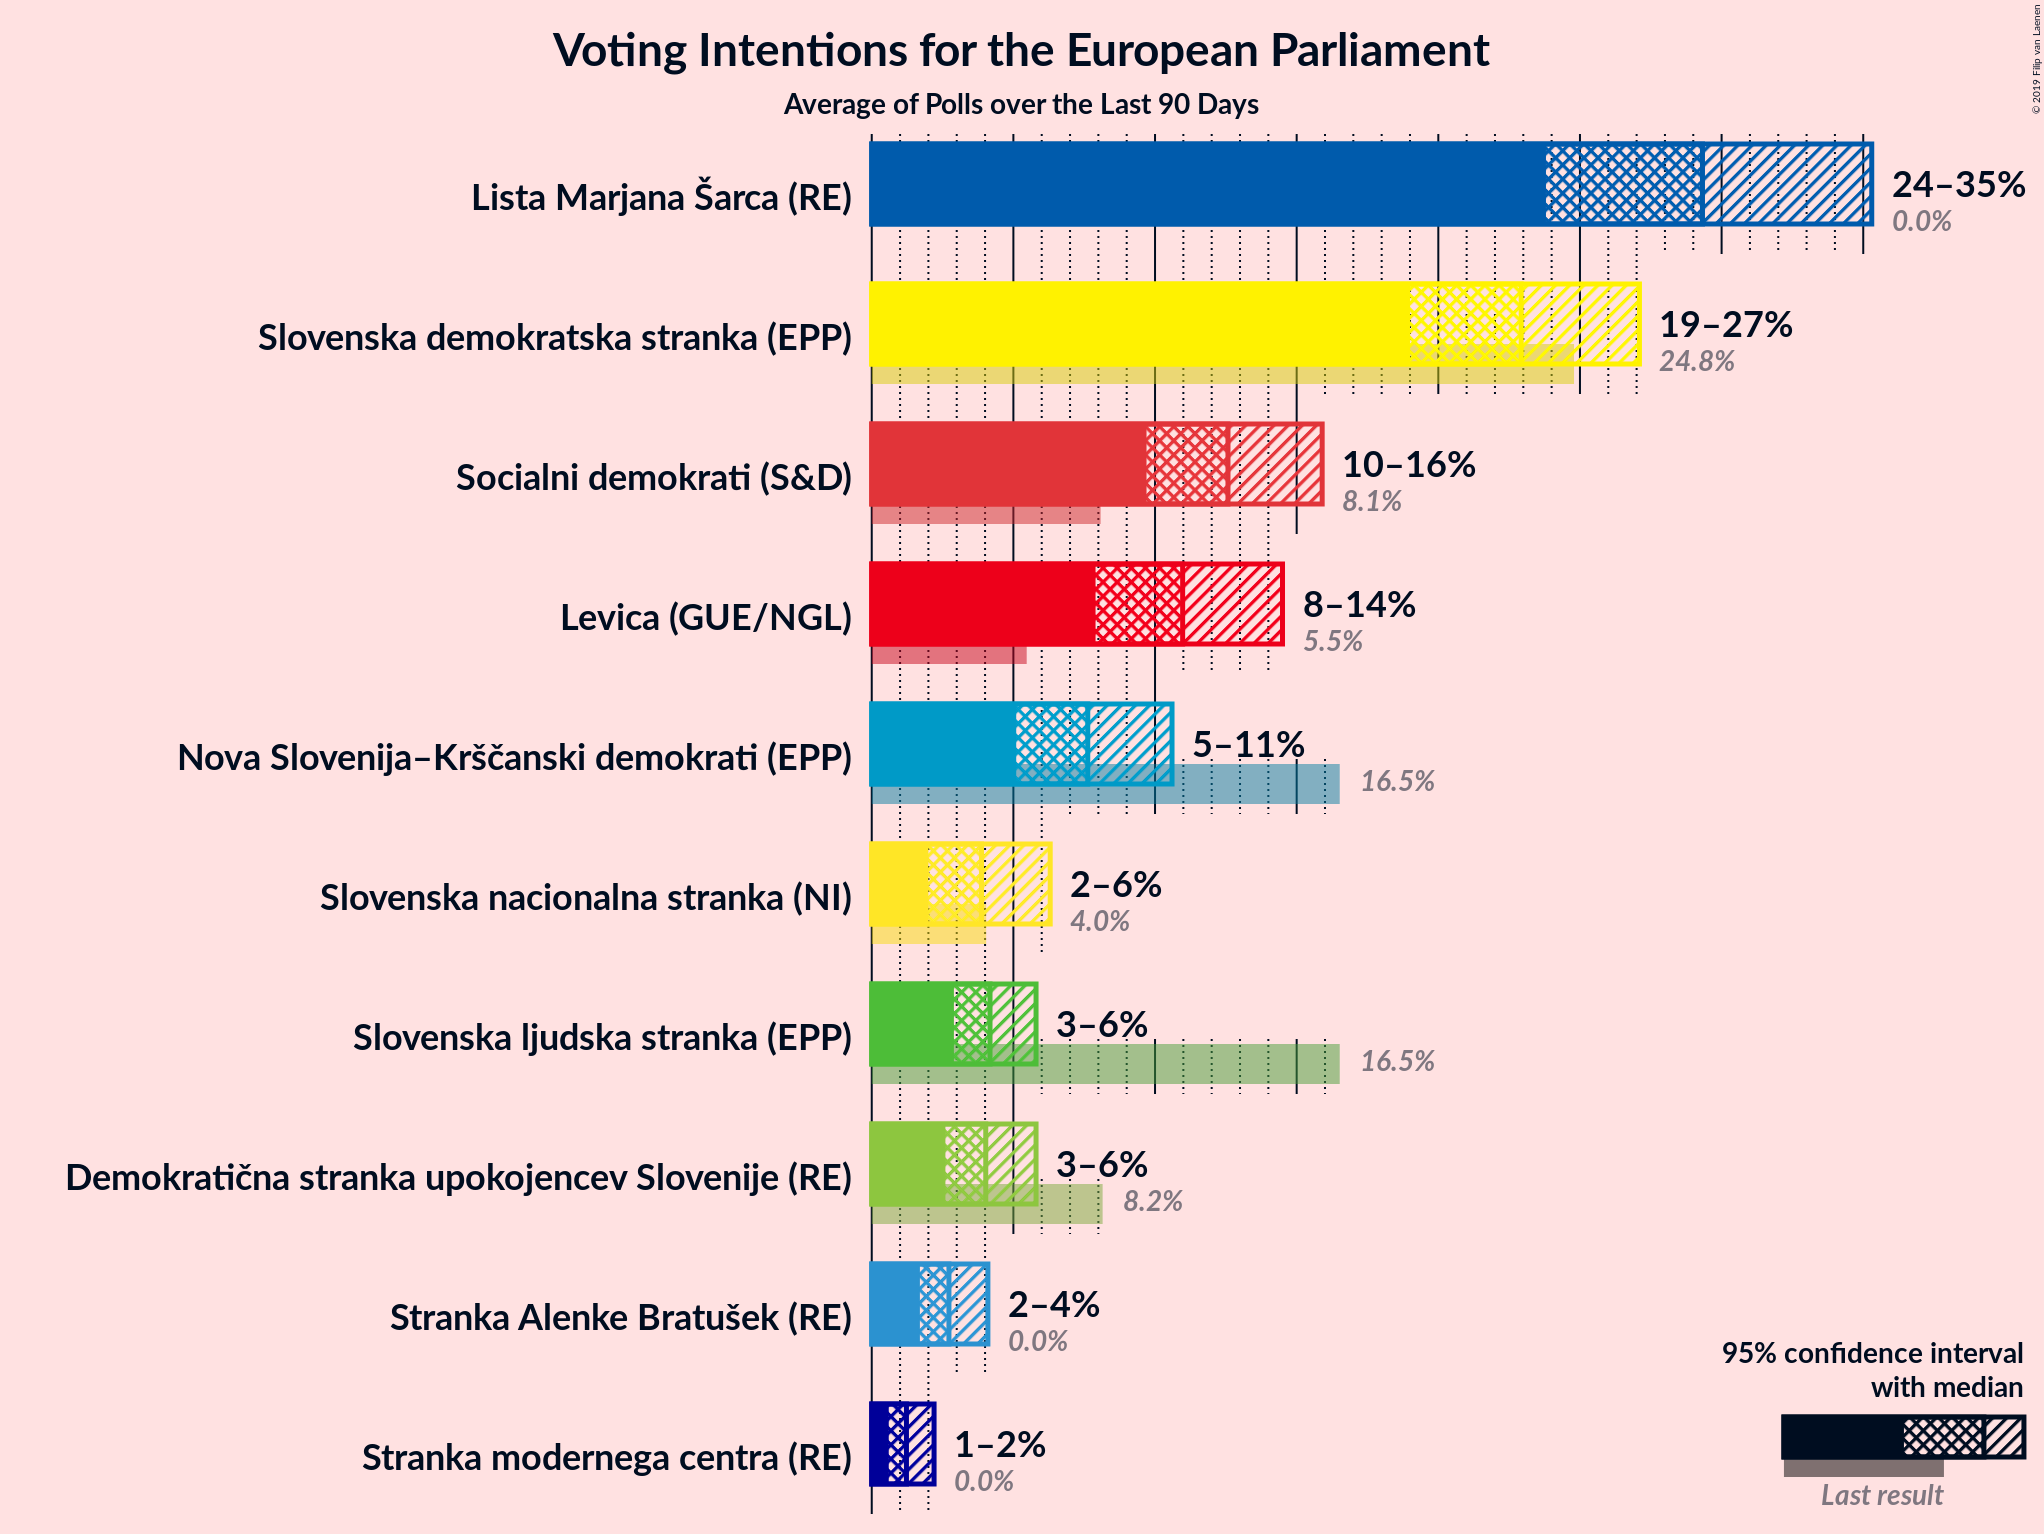 © 2019 Filip van Laenen
Voting Intentions for the European Parliament
Average of Polls over the Last 90 Days
Lista Marjana Šarca (RE)
24–35%
0.0%
Slovenska demokratska stranka (EPP)
19–27%
24.8%
Socialni demokrati (S&D)
10–16%
8.1%
Levica (GUE/NGL)
8–14%
5.5%
Nova Slovenija–Krščanski demokrati (EPP)
5–11%
16.5%
Slovenska nacionalna stranka (NI)
2–6%
4.0%
Slovenska ljudska stranka (EPP)
3–6%
16.5%
Demokratična stranka upokojencev Slovenije (RE)
3–6%
8.2%
Stranka Alenke Bratušek (RE)
2–4%
0.0%
Stranka modernega centra (RE)
1–2%
0.0%
95% confidence interval
with median
Last result